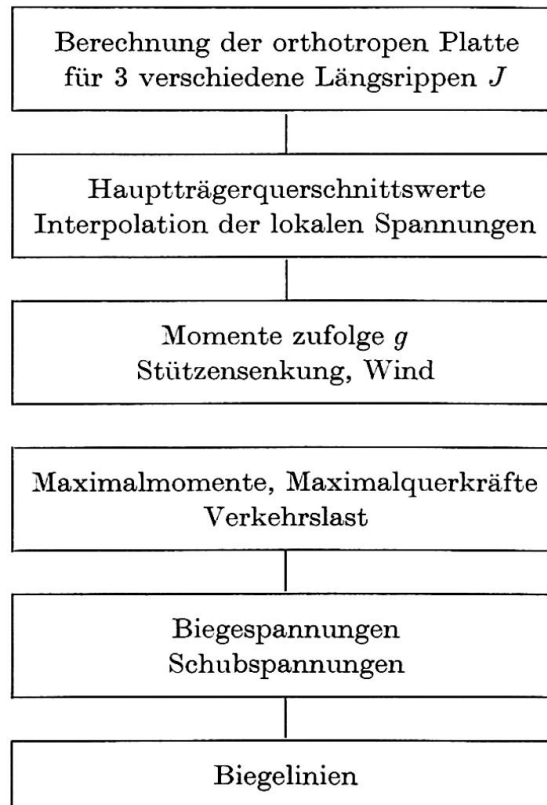 Berechnung der orthotropen Platte
für 3 verschiedene Längsrippen J
Hauptträgerquerschnittswerte
Interpolation der lokalen Spannungen
Momente zufolge g
Stützensenkung, Wind
Maximalmomente, Maximalquerkräfte
Verkehrslast
Biegespannungen
Schubspannungen
Biegelinien